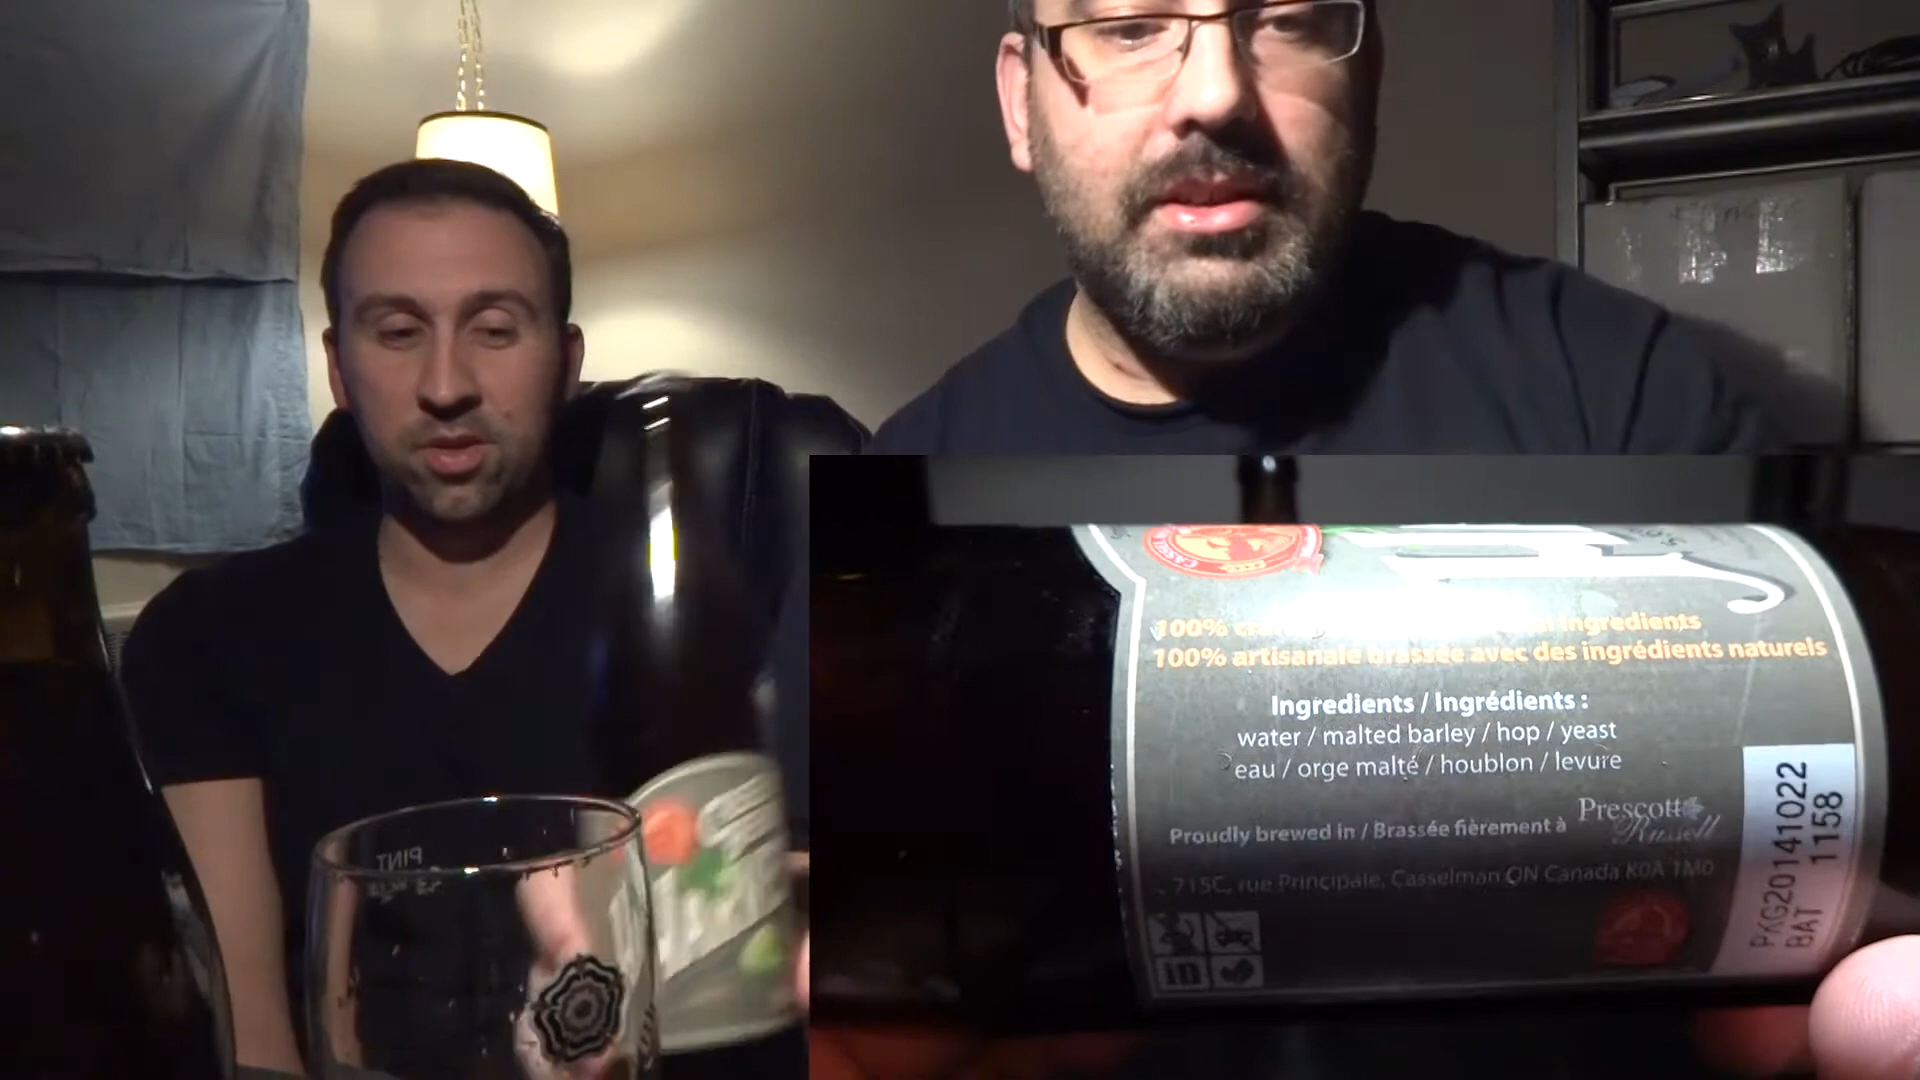 PINT
100% ingredients
100% artisanale brassée avec des ingrédients naturels
Ingredients / Ingrédients :
water / malted barley / hop / yeast
eau / orge malté / houblon / levure
Proudly brewed in / Brassée fièrement à
Prescott
Russell
715C, rue Principale, Casselman ON Canada K0A 1M0
PKG20141022
BAT 1158